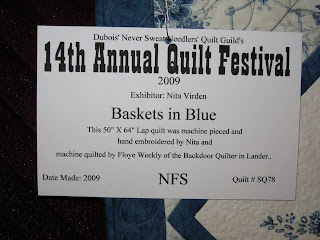 Dubois' Never Sweat Needlers' Quilt Guild's
14th Annual Quilt Festival
2009
Exhibitor: Nita Virden
Baskets in Blue
This 50" X 64" Lap quilt was machine pieced and
hand embroidered by Nita and
machine quilted by Floye Weekly of the Backdoor Quilter in Lander..
Date Made: 2009
NFS
Quilt # SQ78